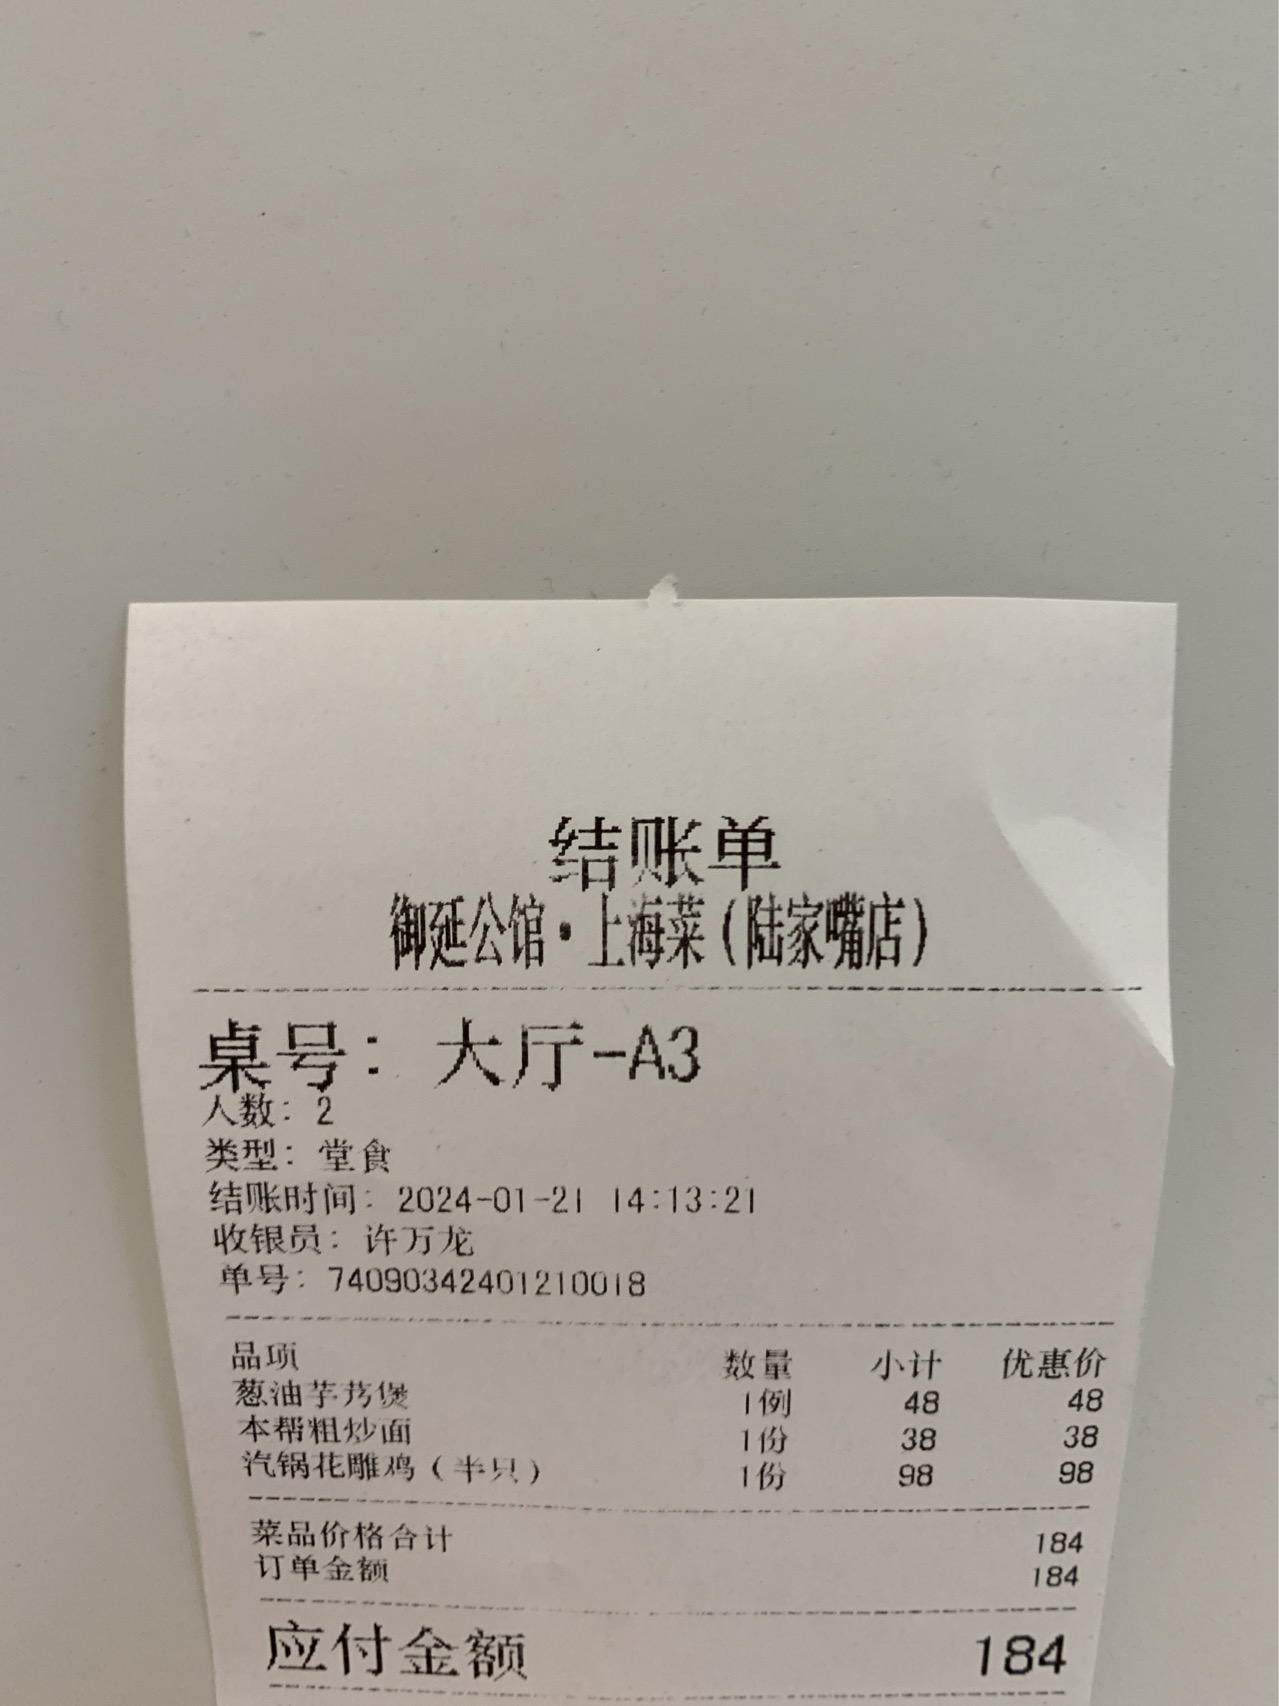 结账单
御延公馆·上海菜(陆家嘴店)
桌号: 大厅-A3
人数: 2
类型: 堂食
结账时间: 2024-01-21 14:13:21
收银员: 许万龙
单号: 74090342401210018
品项 数量 小计 优惠价
葱油芋艿煲 1例 48 48
本帮粗炒面 1份 38 38
汽锅花雕鸡(半只) 1份 98 98
菜品价格合计 184
订单金额 184
应付金额 184